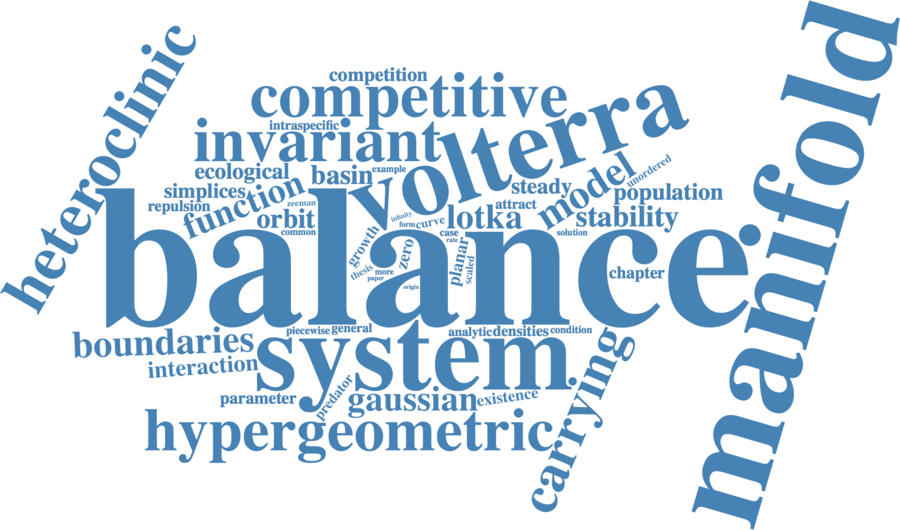 heteroclinic
manifold
competition
competitive
intraspecific
invariant
volterra
ecological
basin
example
simplices
function
steady
model
unordered
population
repulsion
zeeman
orbit
common
infinity
form
curve
lotka
attract
stability
solution
balance
growth
thesis
more
paper
zero
origin
case
rate
planar
scaled
chapter
boundaries
piecewise
general
analytic
densities
condition
interaction
system
carrying
parameter
predator
gaussian
existence
hypergeometric